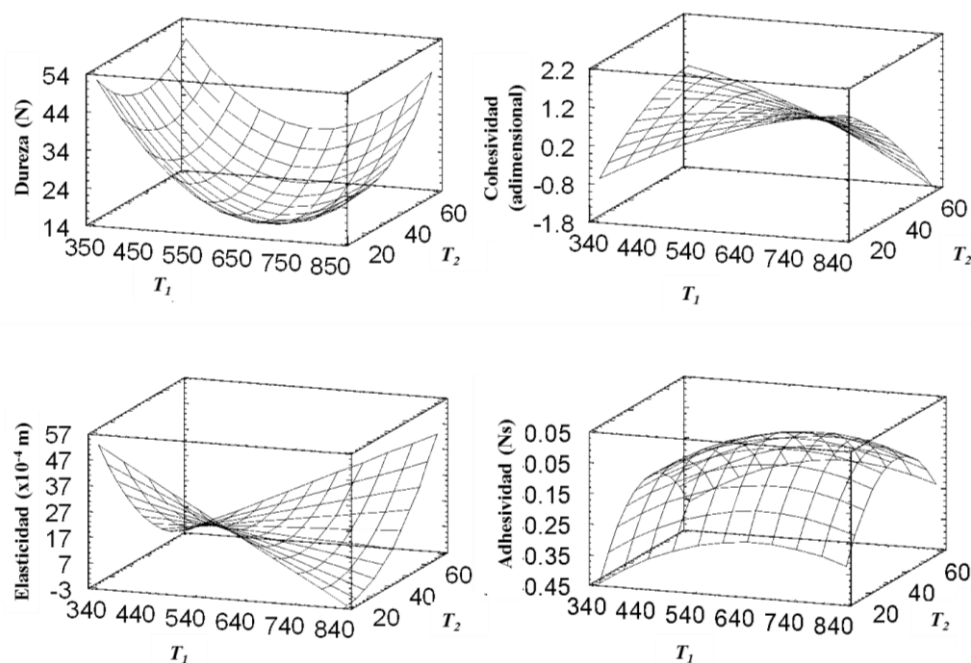 Dureza (N)
54
44
34
24
14
350 450 550 650 750 850
T1
20 40 60
T2
Cohesividad
(adimensional)
2.2
1.2
0.2
-0.8
-1.8
340 440 540 640 740 840
T1
20 40 60
T2
Elasticidad (x10⁻⁴ m)
57
47
37
27
17
7
-3
340 440 540 640 740 840
T1
20 40 60
T2
Adhesividad (Ns)
0.05
0.05
0.15
0.25
0.35
0.45
340 440 540 640 740 840
T1
20 40 60
T2